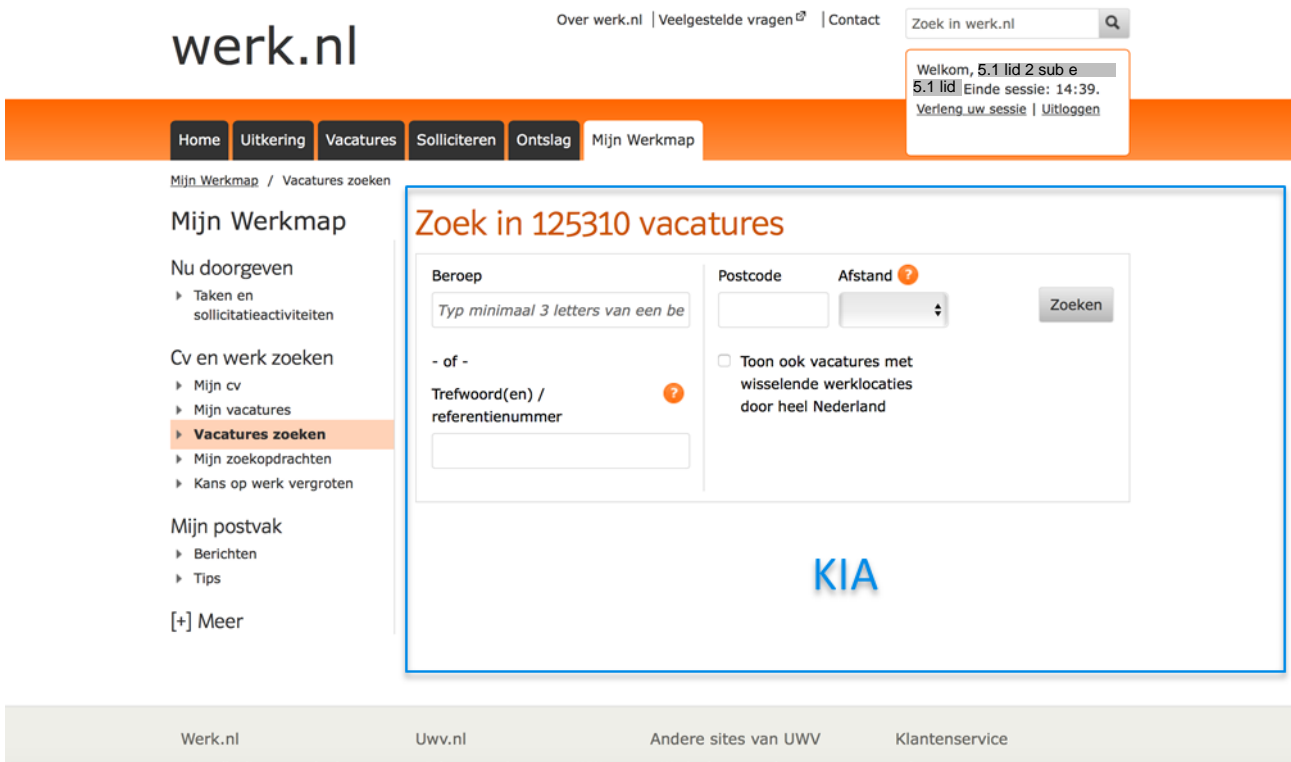 Over werk.nl | Veelgestelde vragen | Contact
Zoek in werk.nl
werk.nl
Welkom, 5.1 lid 2 sub e
5.1 lid Einde sessie: 14:39.
Verleng uw sessie | Uitloggen
Home Uitkering Vacatures Solliciteren Ontslag Mijn Werkmap
Mijn Werkmap / Vacatures zoeken
Mijn Werkmap
Nu doorgeven
Taken en
sollicitatieactiviteiten
Cv en werk zoeken
Mijn cv
Mijn vacatures
Vacatures zoeken
Mijn zoekopdrachten
Kans op werk vergroten
Mijn postvak
Berichten
Tips
[+] Meer
Zoek in 125310 vacatures
Beroep
Typ minimaal 3 letters van een be
- of -
Trefwoord(en) / ?
referentienummer
Postcode Afstand ?
Zoeken
Toon ook vacatures met
wisselende werklocaties
door heel Nederland
KIA
Werk.nl Uwv.nl Andere sites van UWV Klantenservice